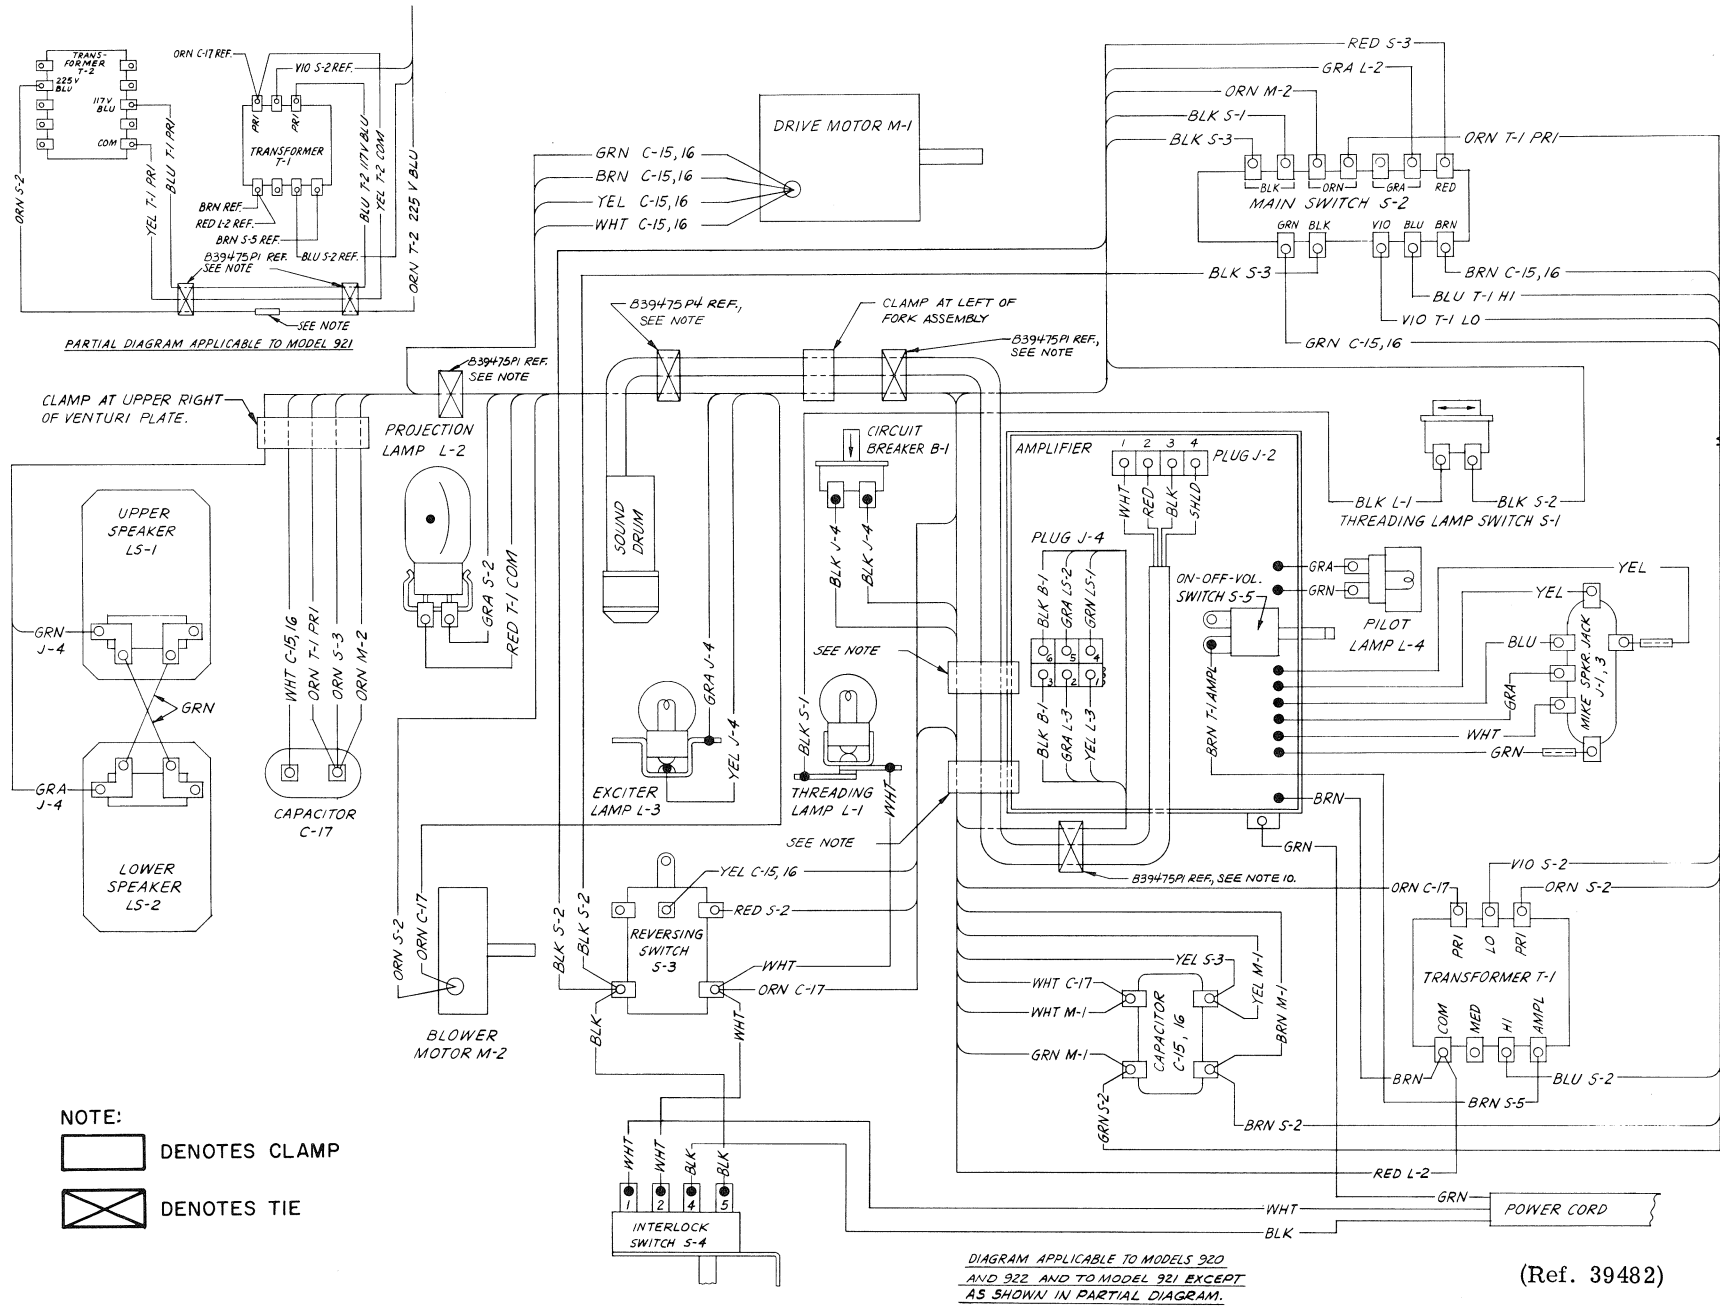 TRANS-
FORMER
T-2
225 V
BLU
117V
BLU
COM
ORN S-2
YEL T-1 PRI
BLU T-1 PRI
ORN C-17 REF.
VIO S-2 REF.
PRI
PRI
TRANSFORMER
T-1
BRN REF.
RED L-2 REF.
BRN S-5 REF.
BLU S-2 REF.
B39475P1 REF.
SEE NOTE
BLU T-2 117V BLU
YEL T-2 COM
ORN T-2 225 V BLU
SEE NOTE
PARTIAL DIAGRAM APPLICABLE TO MODEL 921
GRN C-15,16
BRN C-15,16
YEL C-15,16
WHT C-15,16
DRIVE MOTOR M-1
RED S-3
GRA L-2
ORN M-2
BLK S-1
BLK S-3
ORN T-1 PRI
BLK
ORN
GRA
RED
MAIN SWITCH S-2
GRN
BLK
VIO
BLU
BRN
BLK S-3
BRN C-15,16
BLU T-1 HI
VIO T-1 LO
GRN C-15,16
B39475P4 REF.,
SEE NOTE
CLAMP AT LEFT OF
FORK ASSEMBLY
B39475P1 REF.,
SEE NOTE
B39475P1 REF.
SEE NOTE
CLAMP AT UPPER RIGHT
OF VENTURI PLATE.
PROJECTION
LAMP L-2
CIRCUIT
BREAKER B-1
AMPLIFIER
1 2 3 4
PLUG J-2
WHT
RED
BLK
SHLD
BLK L-1
BLK S-2
THREADING LAMP SWITCH S-1
UPPER
SPEAKER
LS-1
GRN
J-4
GRN
GRA
J-4
LOWER
SPEAKER
LS-2
WHT C-15,16
ORN T-1 PRI
ORN S-3
ORN M-2
CAPACITOR
C-17
GRA S-2
RED T-1 COM
SOUND
DRUM
BLK J-4
BLK J-4
PLUG J-4
BLK B-1
GRA LS-2
GRN LS-1
6 5 4
3 2 1
BLK B-1
GRA L-3
YEL L-3
ON-OFF-VOL.
SWITCH S-5
BRN T-1 AMPL
GRA
GRN
PILOT
LAMP L-4
YEL
YEL
BLU
GRA
WHT
GRN
MIKE SPKR. JACK
J-1, 3
BRN
GRN
SEE NOTE
GRA J-4
YEL J-4
EXCITER
LAMP L-3
BLK S-1
THREADING
LAMP L-1
WHT
SEE NOTE
B39475P1 REF., SEE NOTE 10.
ORN S-2
ORN C-17
BLOWER
MOTOR M-2
BLK S-2
BLK S-2
YEL C-15,16
RED S-2
REVERSING
SWITCH
S-3
WHT
ORN C-17
BLK
WHT
YEL S-3
YEL M-1
BRN M-1
WHT C-17
WHT M-1
GRN M-1
CAPACITOR
C-15, 16
GRN S-2
BRN S-2
ORN C-17
VIO S-2
ORN S-2
PRI
LO
PRI
TRANSFORMER T-1
COM
MED
HI
AMPL
BRN
BLU S-2
BRN S-5
RED L-2
WHT
WHT
BLK
BLK
1 2 4 5
INTERLOCK
SWITCH S-4
GRN
WHT
BLK
POWER CORD
NOTE:
DENOTES CLAMP
DENOTES TIE
DIAGRAM APPLICABLE TO MODELS 920
AND 922 AND TO MODEL 921 EXCEPT
AS SHOWN IN PARTIAL DIAGRAM.
(Ref. 39482)